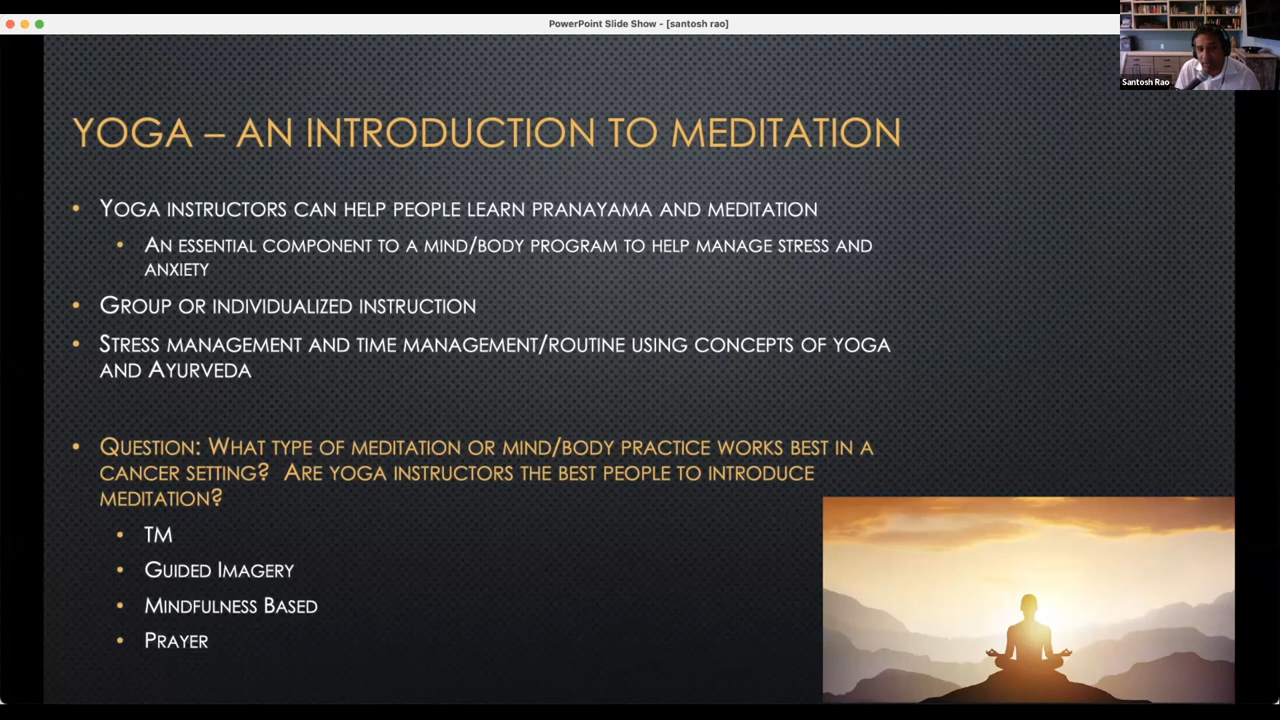 PowerPoint Slide Show - [santosh rao]
Santosh Rao
YOGA – AN INTRODUCTION TO MEDITATION
• YOGA INSTRUCTORS CAN HELP PEOPLE LEARN PRANAYAMA AND MEDITATION
• AN ESSENTIAL COMPONENT TO A MIND/BODY PROGRAM TO HELP MANAGE STRESS AND
ANXIETY
• GROUP OR INDIVIDUALIZED INSTRUCTION
• STRESS MANAGEMENT AND TIME MANAGEMENT/ROUTINE USING CONCEPTS OF YOGA
AND AYURVEDA
• QUESTION: WHAT TYPE OF MEDITATION OR MIND/BODY PRACTICE WORKS BEST IN A
CANCER SETTING? ARE YOGA INSTRUCTORS THE BEST PEOPLE TO INTRODUCE
MEDITATION?
• TM
• GUIDED IMAGERY
• MINDFULNESS BASED
• PRAYER